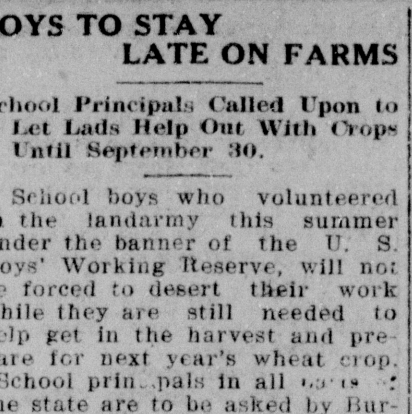 OYS TO STAY
LATE ON FARMS
chool Principals Called Upon to
Let Lads Help Out With Crops
Until September 30.
School boys who volunteered
the landarmy this summer
nder the banner of the U. S.
oys' Working Reserve, will not
forced to desert their work
hile they are still needed to
elp get in the harvest and pre-
are for next year's wheat crop.
School in all
e state are to be asked by Bur-